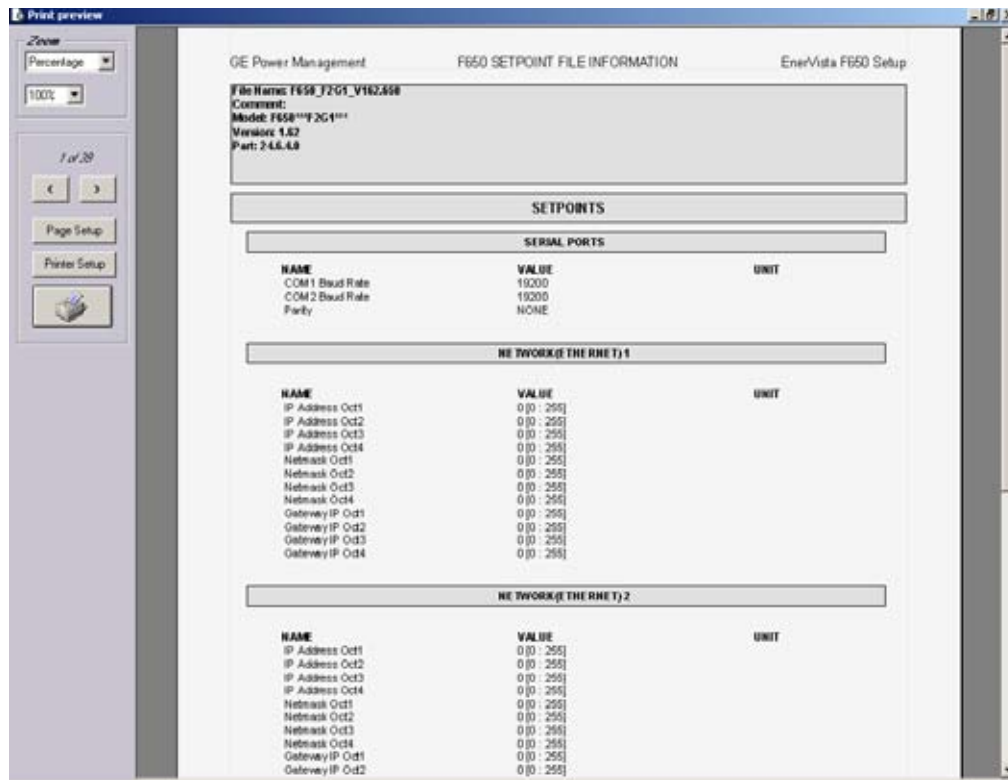 Print preview
Zoom
Percentage
100%
1 of 39
<
>
Page Setup
Printer Setup
GE Power Management F650 SETPOINT FILE INFORMATION EnerVista F650 Setup
File Name: F650_F2G1_V162.650
Comment:
Model: F650***F2G1***
Version: 1.62
Part: 2.4.6.4.0
SETPOINTS
SERIAL PORTS
NAME VALUE UNIT
COM1 Baud Rate 19200
COM2 Baud Rate 19200
Parity NONE
NETWORK(ETHERNET) 1
NAME VALUE UNIT
IP Address Oct1 0 [0 : 255]
IP Address Oct2 0 [0 : 255]
IP Address Oct3 0 [0 : 255]
IP Address Oct4 0 [0 : 255]
Netmask Oct1 0 [0 : 255]
Netmask Oct2 0 [0 : 255]
Netmask Oct3 0 [0 : 255]
Netmask Oct4 0 [0 : 255]
Gateway IP Oct1 0 [0 : 255]
Gateway IP Oct2 0 [0 : 255]
Gateway IP Oct3 0 [0 : 255]
Gateway IP Oct4 0 [0 : 255]
NETWORK(ETHERNET) 2
NAME VALUE UNIT
IP Address Oct1 0 [0 : 255]
IP Address Oct2 0 [0 : 255]
IP Address Oct3 0 [0 : 255]
IP Address Oct4 0 [0 : 255]
Netmask Oct1 0 [0 : 255]
Netmask Oct2 0 [0 : 255]
Netmask Oct3 0 [0 : 255]
Netmask Oct4 0 [0 : 255]
Gateway IP Oct1 0 [0 : 255]
Gateway IP Oct2 0 [0 : 255]